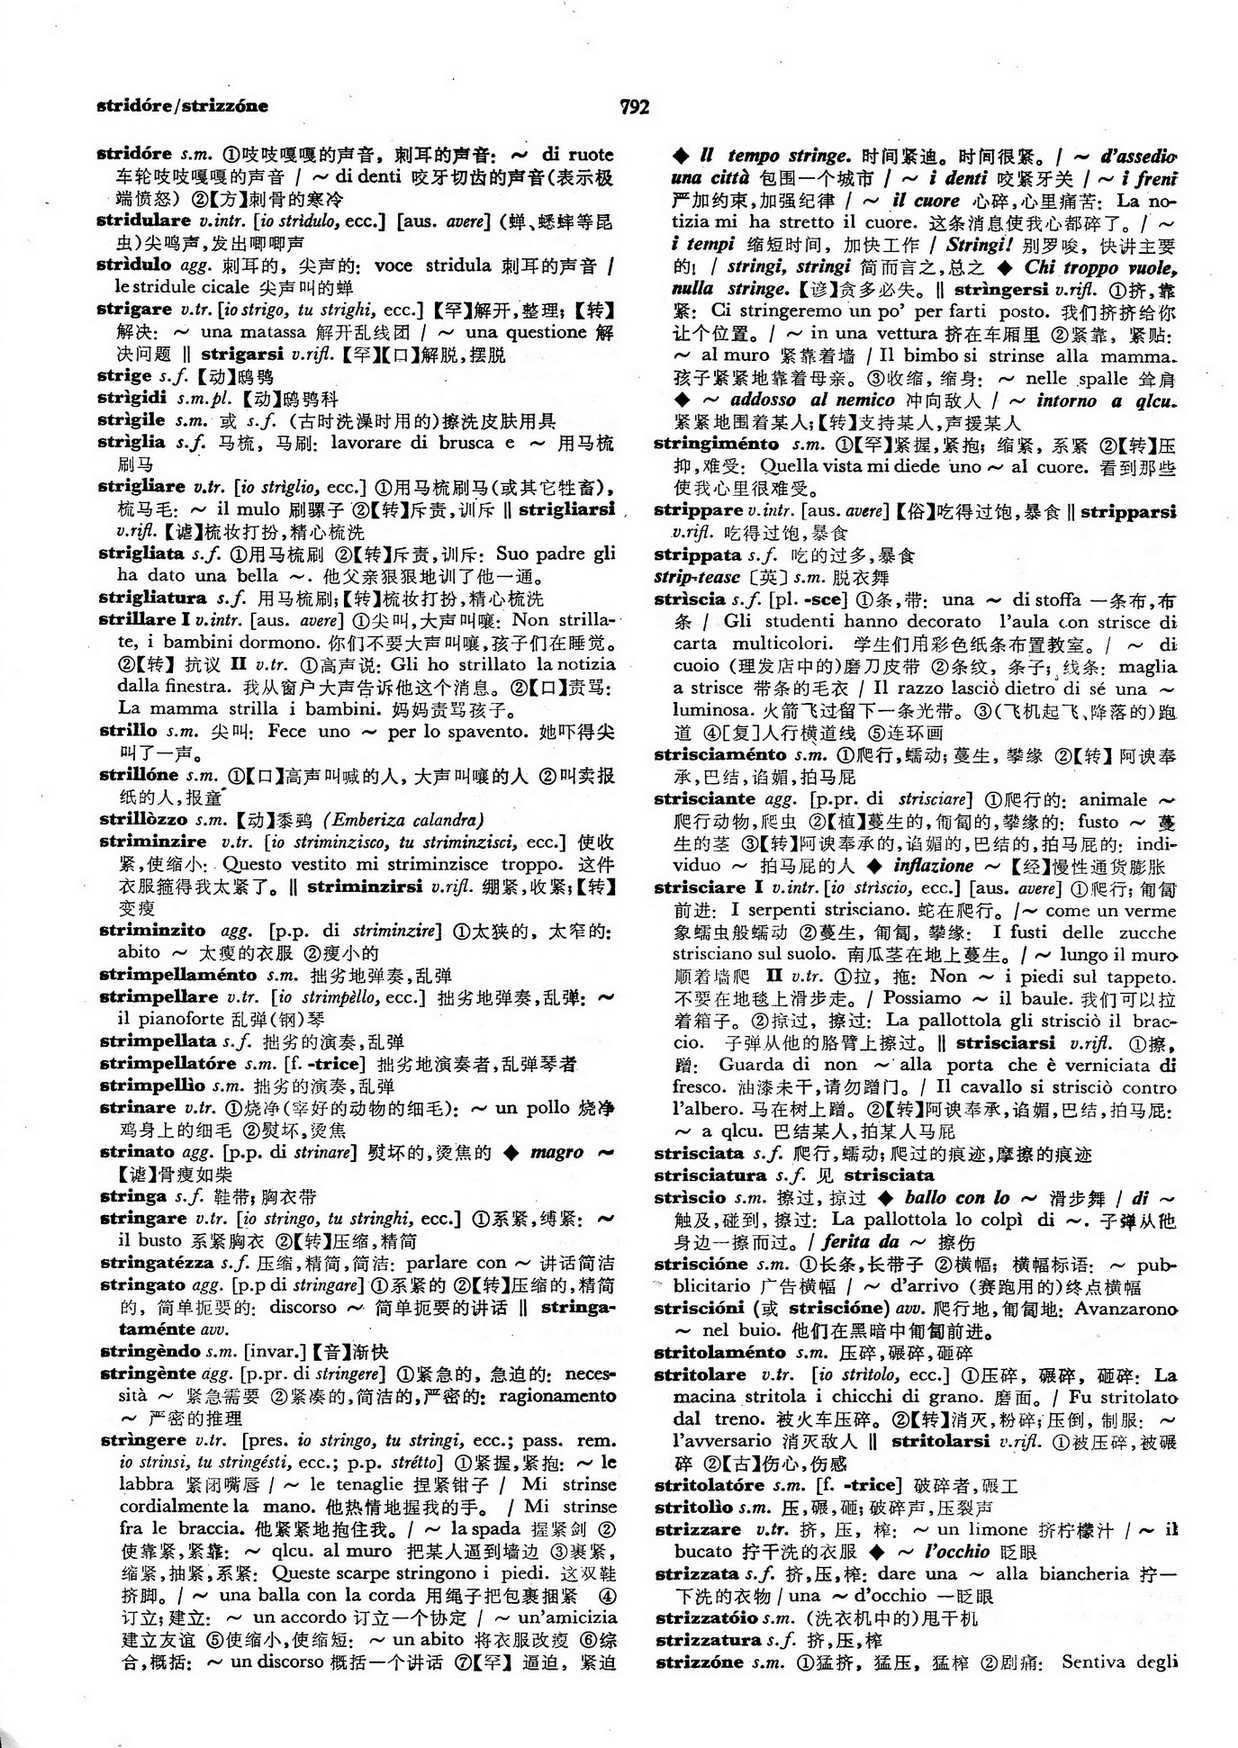 stridóre/strizzóne
792
stridóre s.m. ①吱吱嘎嘎的声音, 刺耳的声音: ～ di ruote
车轮吱吱嘎嘎的声音 / ～ di denti 咬牙切齿的声音(表示极
端愤怒) ②【方】刺骨的寒冷
stridulare v.intr. [io stridulo, ecc.] [aus. avere] (蝉、蟋蟀等昆
虫)尖鸣声,发出唧唧声
strìdulo agg. 刺耳的, 尖声的: voce stridula 刺耳的声音 /
le stridule cicale 尖声叫的蝉
strigare v.tr. [io strigo, tu strighi, ecc.] 【罕】解开,整理; 【转】
解决: ～ una matassa 解开乱线团 / ～ una questione 解
决问题 ‖ strigarsi v.rifl. 【罕】【口】解脱,摆脱
strige s.f. 【动】鸱鸮
strìgidi s.m.pl. 【动】鸱鸮科
strìgile s.m. 或 s.f. (古时洗澡时用的)擦洗皮肤用具
strìglia s.f. 马梳, 马刷: lavorare di brusca e ～ 用马梳
刷马
strigliare v.tr. [io striglio, ecc.] ①用马梳刷马(或其它牲畜),
梳马毛: ～ il mulo 刷骡子 ②【转】斥责,训斥 ‖ strigliarsi
v.rifl. 【谑】梳妆打扮,精心梳洗
strigliata s.f. ①用马梳刷 ②【转】斥责,训斥: Suo padre gli
ha dato una bella ～. 他父亲狠狠地训了他一通。
strigliatura s.f. 用马梳刷;【转】梳妆打扮,精心梳洗
strillare I v.intr. [aus. avere] ①尖叫,大声叫嚷: Non strilla-
te, i bambini dormono. 你们不要大声叫嚷,孩子们在睡觉。
②【转】 抗议 II v.tr. ①高声说: Gli ho strillato la notizia
dalla finestra. 我从窗户大声告诉他这个消息。②【口】责骂:
La mamma strilla i bambini. 妈妈责骂孩子。
strillo s.m. 尖叫: Fece uno ～ per lo spavento. 她吓得尖
叫了一声。
strillóne s.m. ①【口】高声叫喊的人, 大声叫嚷的人 ②叫卖报
纸的人,报童
strillòzzo s.m. 【动】黍鹀 (Emberiza calandra)
striminzire v.tr. [io striminzisco, tu striminzisci, ecc.] 使收
紧,使缩小: Questo vestito mi striminzisce troppo. 这件
衣服箍得我太紧了。‖ striminzirsi v.rifl. 绷紧,收紧;【转】
变瘦
striminzito agg. [p.p. di striminzire] ①太狭的, 太窄的:
abito ～ 太瘦的衣服 ②瘦小的
strimpellaménto s.m. 拙劣地弹奏,乱弹
strimpellare v.tr. [io strimpèllo, ecc.] 拙劣地弹奏,乱弹: ～
il pianoforte 乱弹(钢)琴
strimpellata s.f. 拙劣的演奏,乱弹
strimpellatóre s.m. [f. -trice] 拙劣地演奏者,乱弹琴者
strimpellìo s.m. 拙劣的演奏,乱弹
strinare v.tr. ①烧净(宰好的动物的细毛): ～ un pollo 烧净
鸡身上的细毛 ②熨坏,烫焦
strinato agg. [p.p. di strinare] 熨坏的,烫焦的 ◆ magro ～
【谑】骨瘦如柴
stringa s.f. 鞋带; 胸衣带
stringare v.tr. [io stringo, tu stringhi, ecc.] ①系紧,缚紧: ～
il busto 系紧胸衣 ②【转】压缩,精简
stringatézza s.f. 压缩,精简,简洁: parlare con ～ 讲话简洁
stringato agg. [p.p di stringare] ①系紧的 ②【转】压缩的,精简
的, 简单扼要的: discorso ～ 简单扼要的讲话 ‖ stringa-
taménte avv.
stringèndo s.m. [invar.]【音】渐快
stringènte agg. [p.pr. di stringere] ①紧急的, 急迫的: neces-
sità ～ 紧急需要 ②紧凑的,简洁的,严密的: ragionamento
～ 严密的推理
strìngere v.tr. [pres. io stringo, tu stringi, ecc.; pass. rem.
io strinsi, tu stringésti, ecc.; p.p. strétto] ①紧握,紧抱: ～ le
labbra 紧闭嘴唇 / ～ le tenaglie 捏紧钳子 / Mi strinse
cordialmente la mano. 他热情地握我的手。 / Mi strinse
fra le braccia. 他紧紧地抱住我。/ ～ la spada 握紧剑 ②
使靠紧,紧靠: ～ qlcu. al muro 把某人逼到墙边 ③裹紧,
缩紧,抽紧,系紧: Queste scarpe stringono i piedi. 这双鞋
挤脚。/ ～ una balla con la corda 用绳子把包裹捆紧 ④
订立;建立: ～ un accordo 订立一个协定 / ～ un'amicizia
建立友谊 ⑤使缩小,使缩短: ～ un abito 将衣服改瘦 ⑥综
合,概括: ～ un discorso 概括一个讲话 ⑦【罕】 逼迫, 紧迫
◆ Il tempo stringe. 时间紧迫。时间很紧。/ ～ d'assedio
una città 包围一个城市 / ～ i denti 咬紧牙关 / ～ i freni
严加约束,加强纪律 / ～ il cuore 心碎,心里痛苦: La no-
tizia mi ha stretto il cuore. 这条消息使我心都碎了。/ ～
i tempi 缩短时间, 加快工作 / Stringi! 别罗唆, 快讲主要
的! / stringi, stringi 简而言之,总之 ◆ Chi troppo vuole,
nulla stringe. 【谚】贪多必失。‖ strìngersi v.rifl. ①挤,靠
紧: Ci stringeremo un po' per farti posto. 我们挤挤给你
让个位置。/ ～ in una vettura 挤在车厢里 ②紧靠, 紧贴:
～ al muro 紧靠着墙 / Il bimbo si strinse alla mamma.
孩子紧紧地靠着母亲。③收缩, 缩身: ～ nelle spalle 耸肩
◆ ～ addosso al nemico 冲向敌人 / ～ intorno a qlcu.
紧紧地围着某人;【转】支持某人,声援某人
stringiménto s.m. ①【罕】紧握,紧抱; 缩紧, 系紧 ②【转】压
抑,难受: Quella vista mi diede uno ～ al cuore. 看到那些
使我心里很难受。
strippare v.intr. [aus. avere]【俗】吃得过饱,暴食 ‖ stripparsi
v.rifl. 吃得过饱,暴食
strippata s.f. 吃的过多,暴食
strip-tease [英] s.m. 脱衣舞
strìscia s.f. [pl. -sce] ①条,带: una ～ di stoffa 一条布,布
条 / Gli studenti hanno decorato l'aula con strisce di
carta multicolori. 学生们用彩色纸条布置教室。/ ～ di
cuoio (理发店中的)磨刀皮带 ②条纹, 条子; 线条: maglia
a strisce 带条的毛衣 / Il razzo lasciò dietro di sé una ～
luminosa. 火箭飞过留下一条光带。③(飞机起飞、降落的)跑
道 ④[复]人行横道线 ⑤连环画
strisciaménto s.m. ①爬行,蠕动; 蔓生, 攀缘 ②【转】 阿谀奉
承,巴结,谄媚,拍马屁
strisciante agg. [p.pr. di strisciare] ①爬行的: animale ～
爬行动物,爬虫 ②【植】蔓生的,匍匐的,攀缘的: fusto ～ 蔓
生的茎 ③【转】阿谀奉承的,谄媚的,巴结的,拍马屁的: indi-
viduo ～ 拍马屁的人 ◆ inflazione ～ 【经】慢性通货膨胀
strisciare I v.intr. [io striscio, ecc.] [aus. avere] ①爬行; 匍匐
前进: I serpenti strisciano. 蛇在爬行。/～ come un verme
象蠕虫般蠕动 ②蔓生, 匍匐, 攀缘: I fusti delle zucche
strisciano sul suolo. 南瓜茎在地上蔓生。/ ～ lungo il muro
顺着墙爬 II v.tr. ①拉, 拖: Non ～ i piedi sul tappeto.
不要在地毯上滑步走。/ Possiamo ～ il baule. 我们可以拉
着箱子。②掠过, 擦过: La pallottola gli strisciò il brac-
cio. 子弹从他的胳臂上擦过。‖ strisciarsi v.rifl. ①擦,
蹭: Guarda di non ～ alla porta che è verniciata di
fresco. 油漆未干,请勿蹭门。/ Il cavallo si strisciò contro
l'albero. 马在树上蹭。②【转】阿谀奉承,谄媚,巴结,拍马屁:
～ a qlcu. 巴结某人,拍某人马屁
strisciata s.f. 爬行,蠕动; 爬过的痕迹,摩擦的痕迹
strisciatura s.f. 见 strisciata
strìscio s.m. 擦过, 掠过 ◆ ballo con lo ～ 滑步舞 / di ～
触及,碰到, 擦过: La pallottola lo colpì di ～. 子弹从他
身边一擦而过。/ ferita da ～ 擦伤
striscióne s.m. ①长条,长带子 ②横幅; 横幅标语: ～ pub-
blicitario 广告横幅 / ～ d'arrivo (赛跑用的)终点横幅
striscióni (或 striscióne) avv. 爬行地,匍匐地: Avanzarono
～ nel buio. 他们在黑暗中匍匐前进。
stritolaménto s.m. 压碎,碾碎,砸碎
stritolare v.tr. [io stritolo, ecc.] ①压碎, 碾碎, 砸碎: La
macina stritola i chicchi di grano. 磨面。/ Fu stritolato
dal treno. 被火车压碎。②【转】消灭,粉碎; 压倒, 制服: ～
l'avversario 消灭敌人 ‖ stritolarsi v.rifl. ①被压碎,被碾
碎 ②【古】伤心,伤感
stritolatóre s.m. [f. -trice] 破碎者,碾工
stritolìo s.m. 压,碾,砸; 破碎声,压裂声
strizzare v.tr. 挤, 压, 榨: ～ un limone 挤柠檬汁 / ～ il
bucato 拧干洗的衣服 ◆ ～ l'occhio 眨眼
strizzata s.f. 挤,压,榨: dare una ～ alla biancheria 拧一
下洗的衣物 / una ～ d'occhio 一眨眼
strizzatóio s.m. (洗衣机中的)甩干机
strizzatura s.f. 挤,压,榨
strizzóne s.m. ①猛挤, 猛压, 猛榨 ②剧痛: Sentiva degli